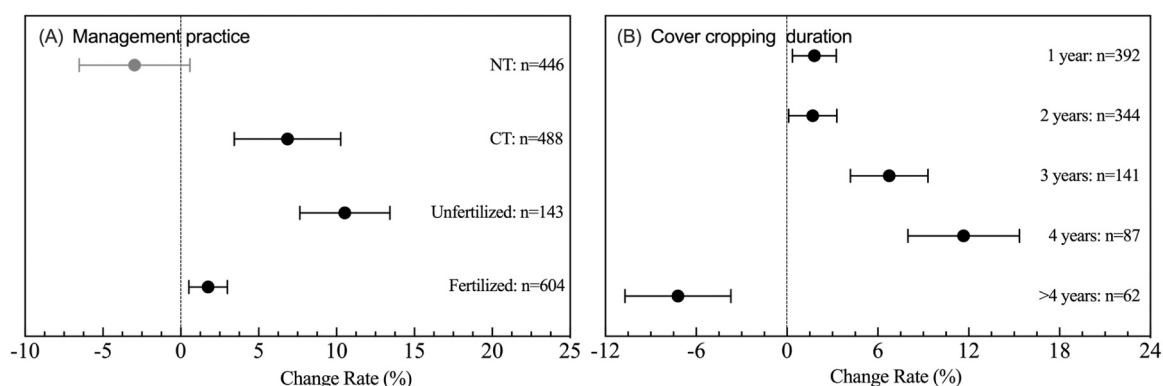 (A) Management practice
NT: n=446
CT: n=488
Unfertilized: n=143
Fertilized: n=604
-10 -5 0 5 10 15 20 25
Change Rate (%)
(B) Cover cropping duration
1 year: n=392
2 years: n=344
3 years: n=141
4 years: n=87
>4 years: n=62
-12 -6 0 6 12 18 24
Change Rate (%)